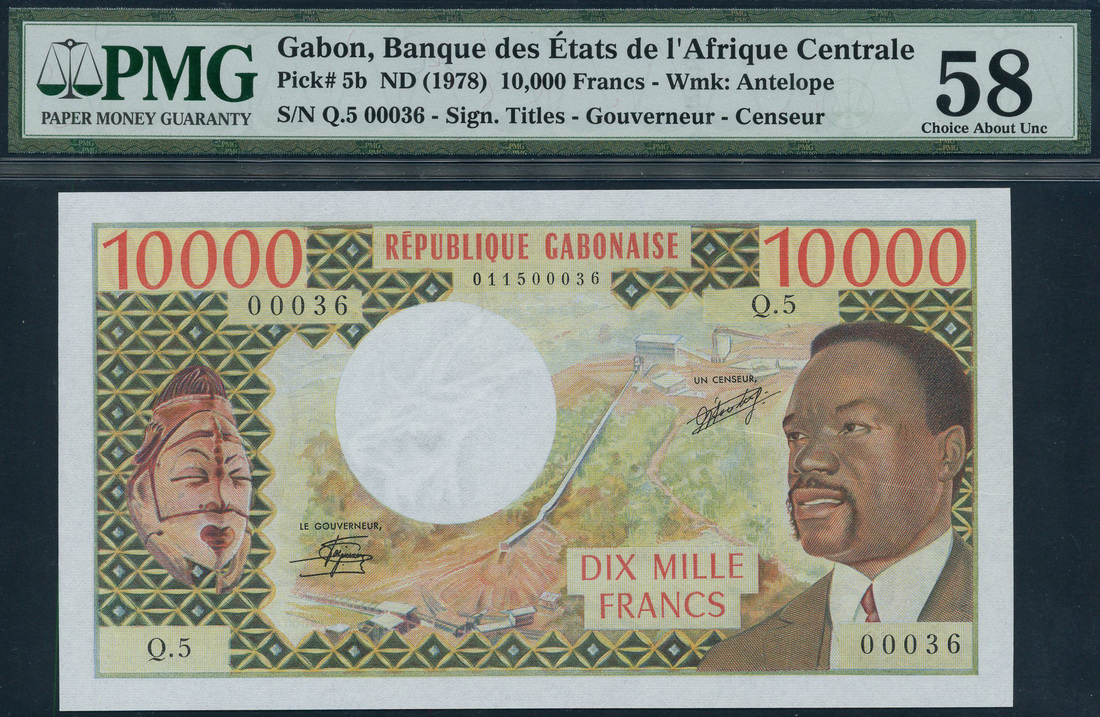 PMG
PAPER MONEY GUARANTY
Gabon, Banque des États de l'Afrique Centrale
Pick# 5b ND (1978) 10,000 Francs - Wmk: Antelope
S/N Q.5 00036 - Sign. Titles - Gouverneur - Censeur
58
Choice About Unc
10000
RÉPUBLIQUE GABONAISE
10000
011500036
00036
Q.5
UN CENSEUR,
LE GOUVERNEUR,
DIX MILLE
FRANCS
Q.5
00036